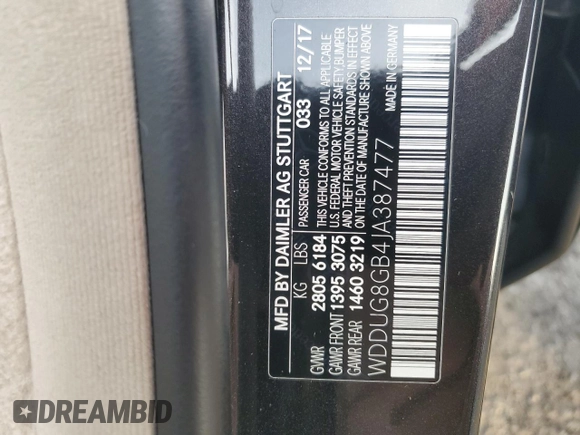 MFD BY DAIMLER AG STUTTGART
PASSENGER CAR 033 12/17
KG LBS
GVWR 2805 6184
GAWR FRONT 1395 3075
GAWR REAR 1460 3219
THIS VEHICLE CONFORMS TO ALL APPLICABLE
U.S. FEDERAL MOTOR VEHICLE SAFETY BUMPER
AND THEFT PREVENTION STANDARDS IN EFFECT
ON THE DATE OF MANUFACTURE SHOWN ABOVE
WDDUG8GB4JA387477
MADE IN GERMANY
DREAMBID